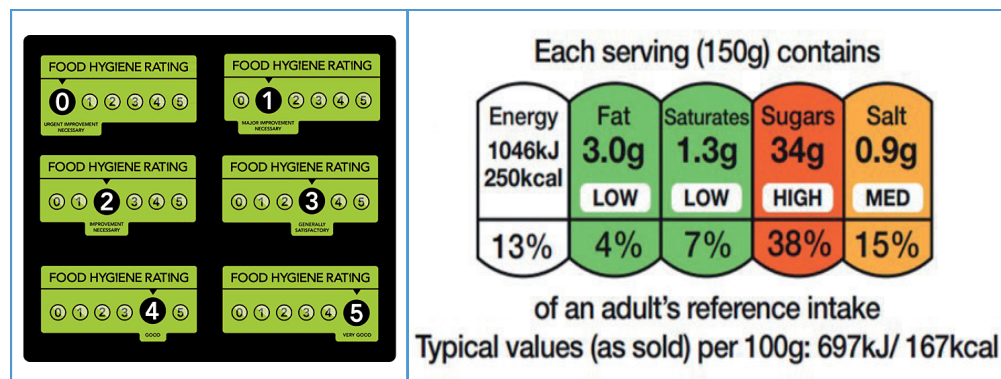 FOOD HYGIENE RATING
0 1 2 3 4 5
URGENT IMPROVEMENT
NECESSARY
FOOD HYGIENE RATING
0 1 2 3 4 5
MAJOR IMPROVEMENT
NECESSARY
FOOD HYGIENE RATING
0 1 2 3 4 5
IMPROVEMENT
NECESSARY
FOOD HYGIENE RATING
0 1 2 3 4 5
GENERALLY
SATISFACTORY
FOOD HYGIENE RATING
0 1 2 3 4 5
GOOD
FOOD HYGIENE RATING
0 1 2 3 4 5
VERY GOOD
Each serving (150g) contains
Energy Fat Saturates Sugars Salt
1046kJ 3.0g 1.3g 34g 0.9g
250kcal
LOW LOW HIGH MED
13% 4% 7% 38% 15%
of an adult's reference intake
Typical values (as sold) per 100g: 697kJ/ 167kcal